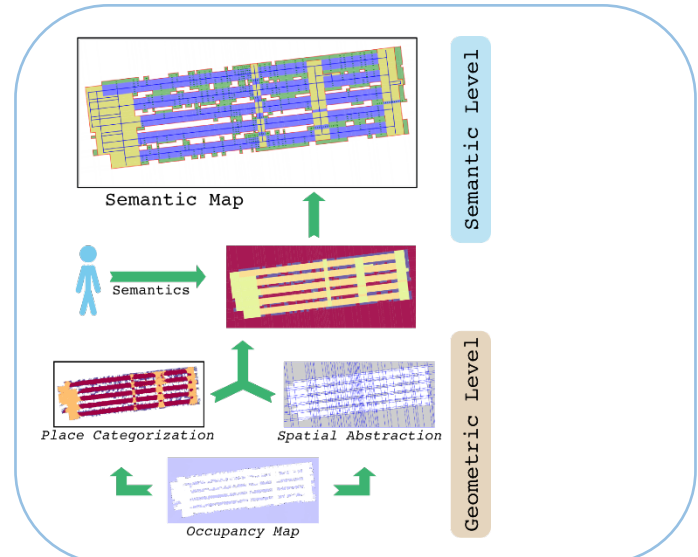 Semantic Level
Semantic Map
Semantics
Geometric Level
Place Categorization
Spatial Abstraction
Occupancy Map